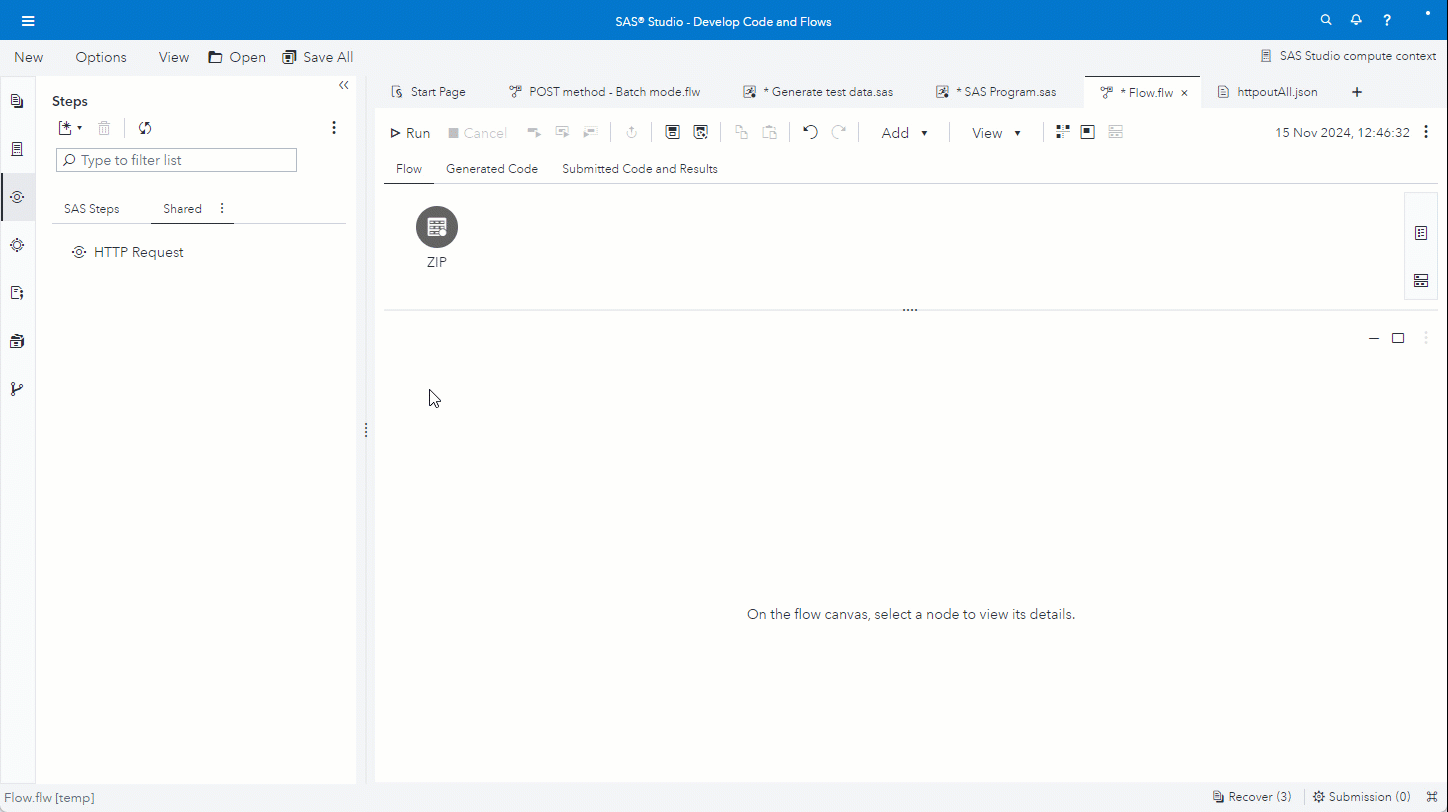 SAS® Studio - Develop Code and Flows
?
New Options View Open Save All
SAS Studio compute context
Steps
Type to filter list
SAS Steps Shared
HTTP Request
Start Page POST method - Batch mode.flw * Generate test data.sas * SAS Program.sas * Flow.flw × httpoutAll.json +
Run Cancel Add View 15 Nov 2024, 12:46:32
Flow Generated Code Submitted Code and Results
ZIP
On the flow canvas, select a node to view its details.
Flow.flw [temp]
Recover (3) Submission (0)